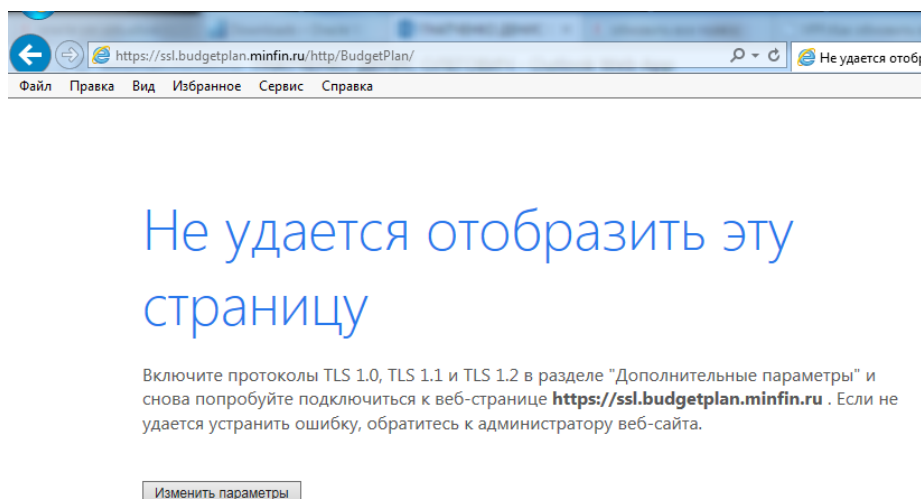 https://ssl.budgetplan.minfin.ru/http/BudgetPlan/ Не удается отобр
Файл Правка Вид Избранное Сервис Справка
Не удается отобразить эту
страницу
Включите протоколы TLS 1.0, TLS 1.1 и TLS 1.2 в разделе "Дополнительные параметры" и
снова попробуйте подключиться к веб-странице https://ssl.budgetplan.minfin.ru . Если не
удается устранить ошибку, обратитесь к администратору веб-сайта.
Изменить параметры